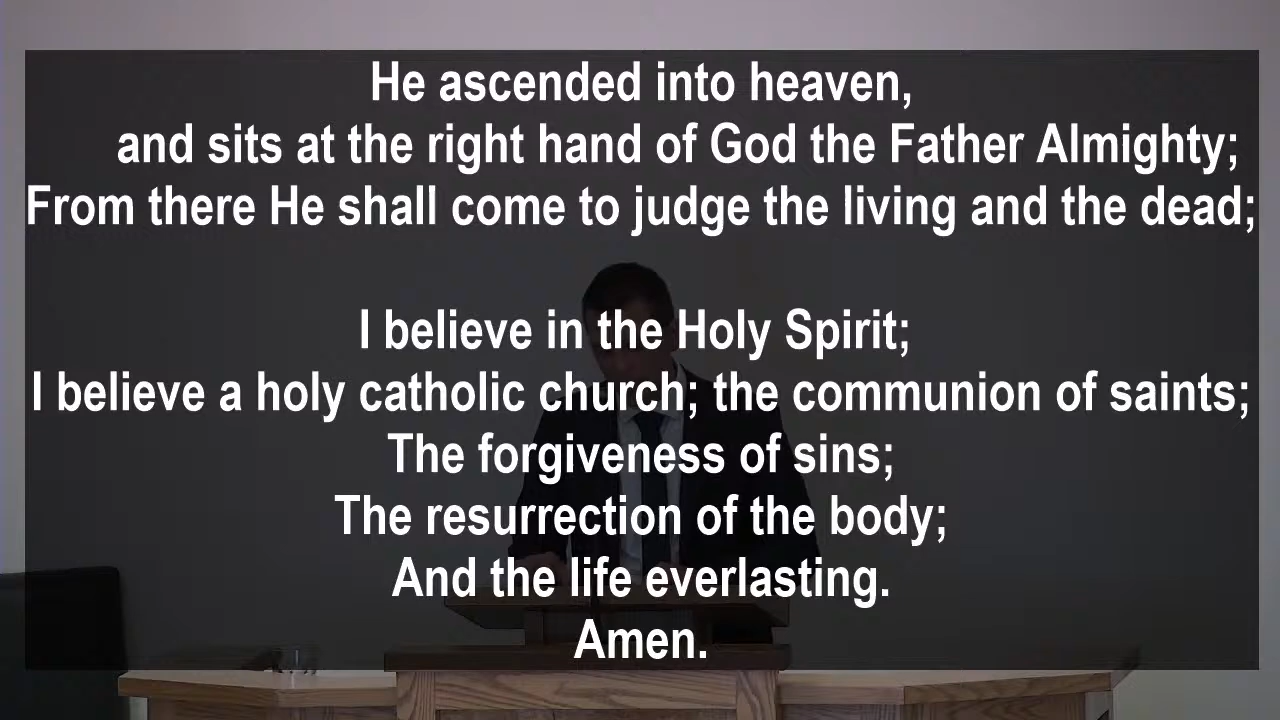 He ascended into heaven,
and sits at the right hand of God the Father Almighty;
From there He shall come to judge the living and the dead;
I believe in the Holy Spirit;
I believe a holy catholic church; the communion of saints;
The forgiveness of sins;
The resurrection of the body;
And the life everlasting.
Amen.